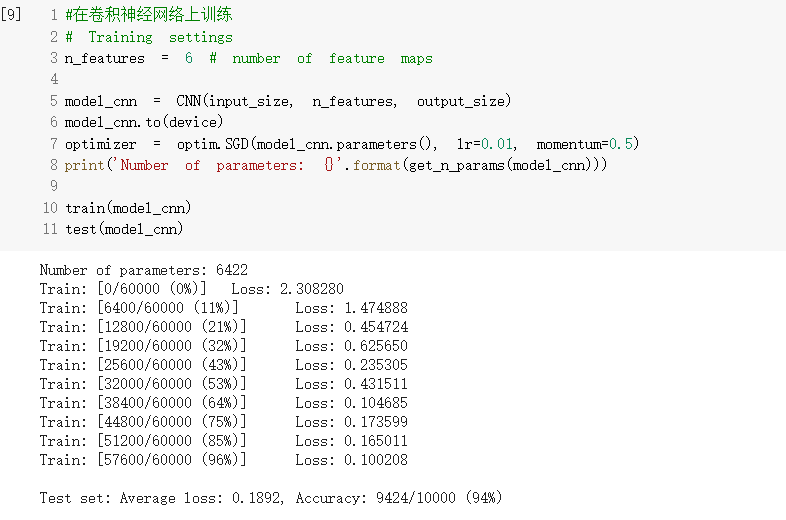 [9]
1 #在卷积神经网络上训练
2 # Training settings
3 n_features = 6 # number of feature maps
4
5 model_cnn = CNN(input_size, n_features, output_size)
6 model_cnn.to(device)
7 optimizer = optim.SGD(model_cnn.parameters(), lr=0.01, momentum=0.5)
8 print('Number of parameters: {}'.format(get_n_params(model_cnn)))
9
10 train(model_cnn)
11 test(model_cnn)
Number of parameters: 6422
Train: [0/60000 (0%)] Loss: 2.308280
Train: [6400/60000 (11%)] Loss: 1.474888
Train: [12800/60000 (21%)] Loss: 0.454724
Train: [19200/60000 (32%)] Loss: 0.625650
Train: [25600/60000 (43%)] Loss: 0.235305
Train: [32000/60000 (53%)] Loss: 0.431511
Train: [38400/60000 (64%)] Loss: 0.104685
Train: [44800/60000 (75%)] Loss: 0.173599
Train: [51200/60000 (85%)] Loss: 0.165011
Train: [57600/60000 (96%)] Loss: 0.100208
Test set: Average loss: 0.1892, Accuracy: 9424/10000 (94%)